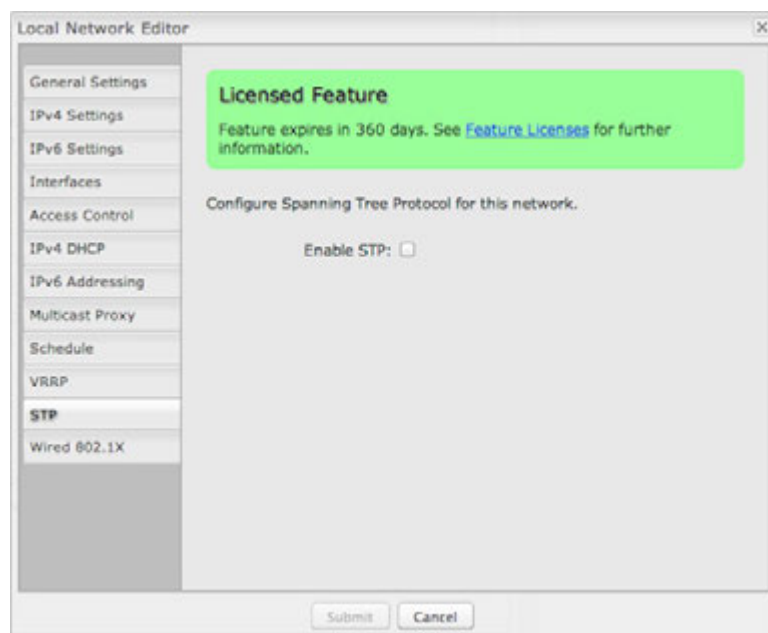 Local Network Editor
General Settings
IPv4 Settings
IPv6 Settings
Interfaces
Access Control
IPv4 DHCP
IPv6 Addressing
Multicast Proxy
Schedule
VRRP
STP
Wired 802.1X
Licensed Feature
Feature expires in 360 days. See Feature Licenses for further
information.
Configure Spanning Tree Protocol for this network.
Enable STP:
Submit
Cancel